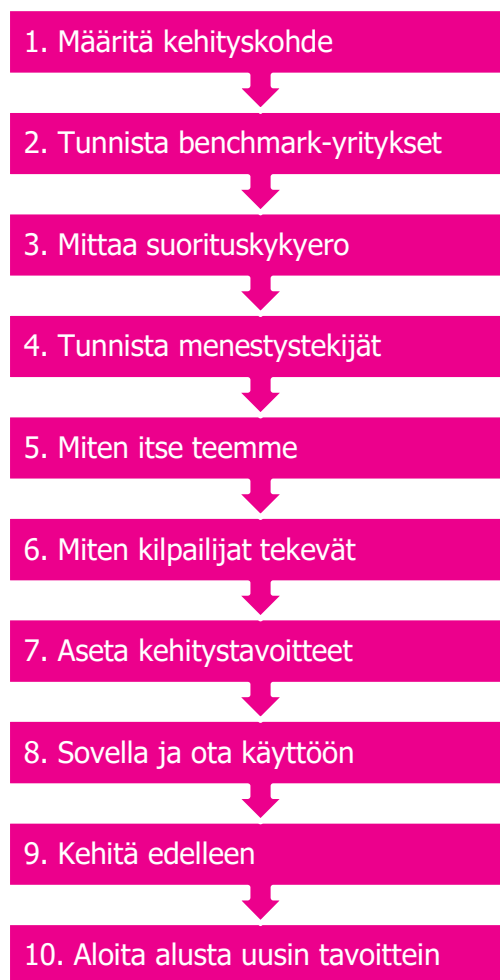 1. Määritä kehityskohde
2. Tunnista benchmark-yritykset
3. Mittaa suorituskykyero
4. Tunnista menestystekijät
5. Miten itse teemme
6. Miten kilpailijat tekevät
7. Aseta kehitystavoitteet
8. Sovella ja ota käyttöön
9. Kehitä edelleen
10. Aloita alusta uusin tavoittein